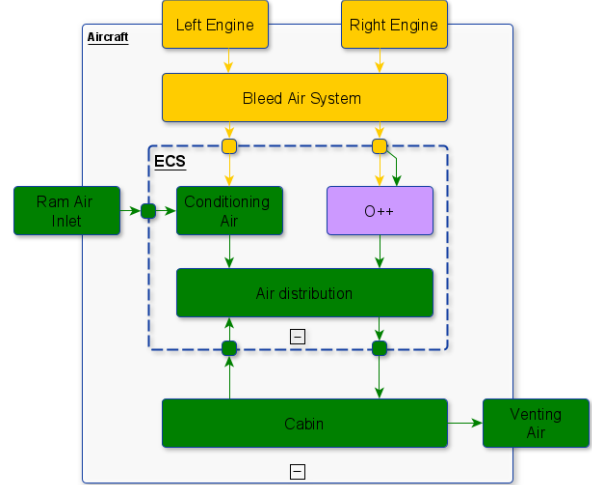 Left Engine
Right Engine
Aircraft
Bleed Air System
ECS
Ram Air
Inlet
Conditioning
Air
O++
Air distribution
Cabin
Venting
Air